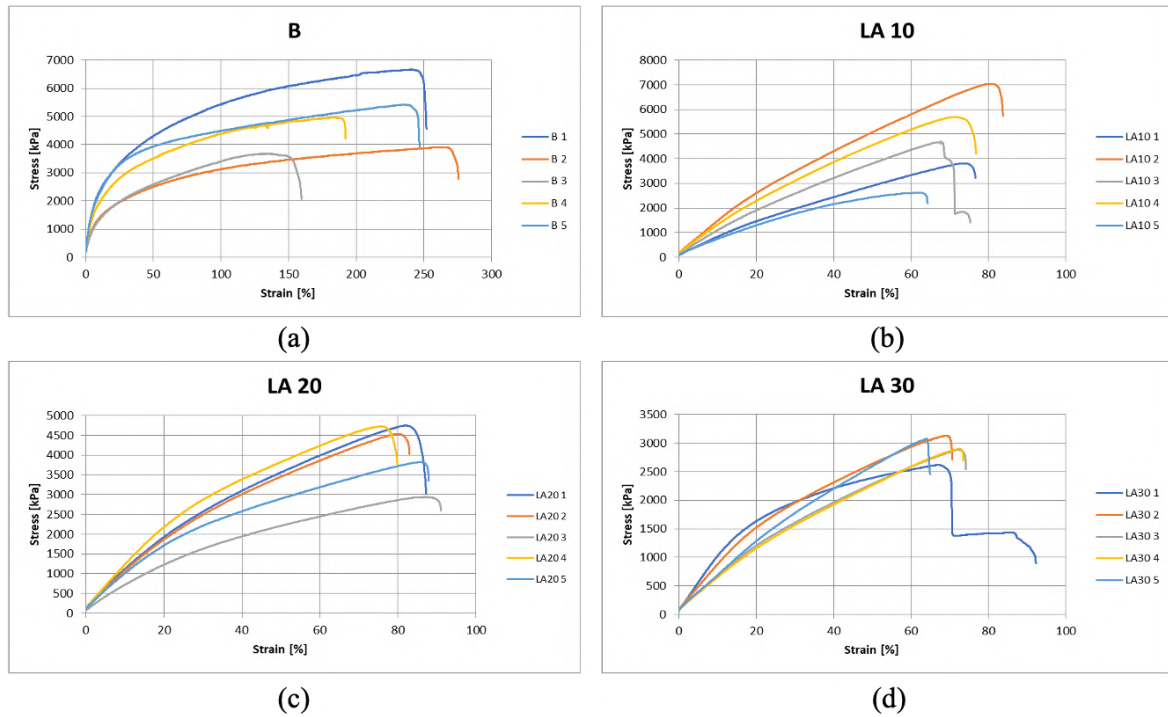 B
Stress [kPa]
7000
6000
5000
4000
3000
2000
1000
0
0 50 100 150 200 250 300
Strain [%]
B 1
B 2
B 3
B 4
B 5
(a)
LA 10
Stress [kPa]
8000
7000
6000
5000
4000
3000
2000
1000
0
0 20 40 60 80 100
Strain [%]
LA10 1
LA10 2
LA10 3
LA10 4
LA10 5
(b)
LA 20
Stress [kPa]
5000
4500
4000
3500
3000
2500
2000
1500
1000
500
0
0 20 40 60 80 100
Strain [%]
LA20 1
LA20 2
LA20 3
LA20 4
LA20 5
(c)
LA 30
Stress [kPa]
3500
3000
2500
2000
1500
1000
500
0
0 20 40 60 80 100
Strain [%]
LA30 1
LA30 2
LA30 3
LA30 4
LA30 5
(d)